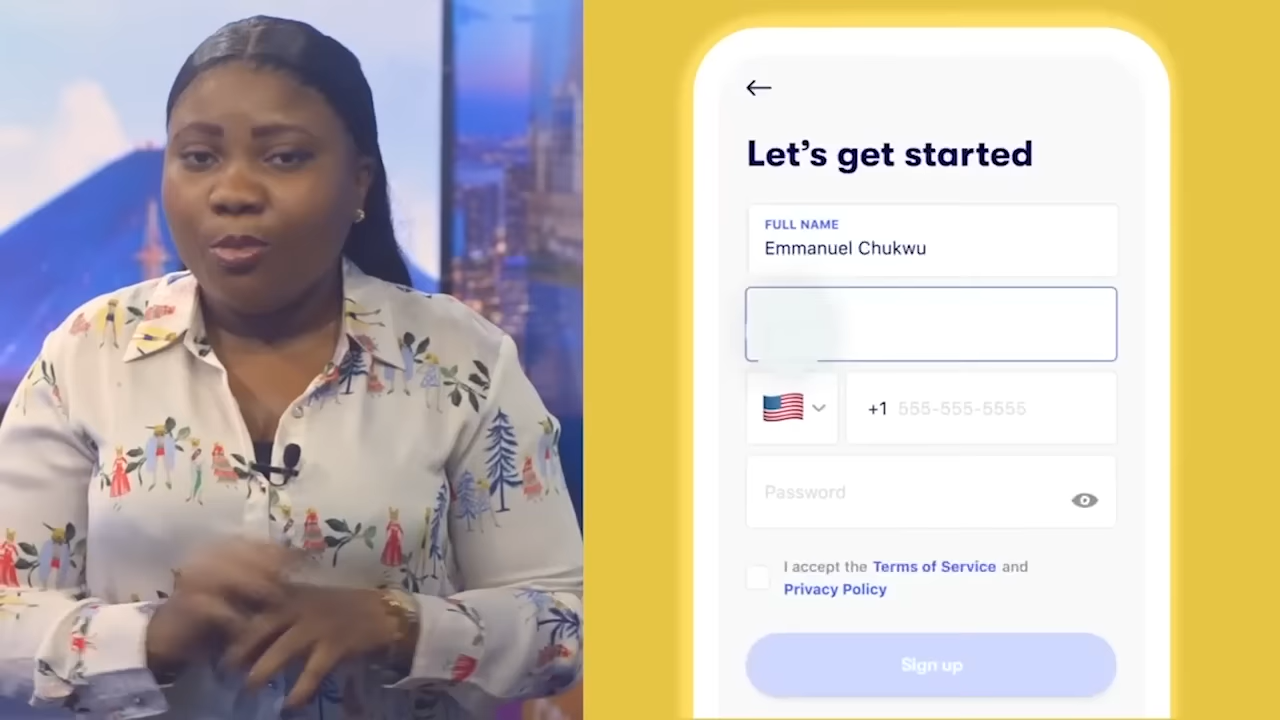 Let's get started
FULL NAME
Emmanuel Chukwu
+1 555-555-5555
Password
I accept the Terms of Service and
Privacy Policy
Sign up